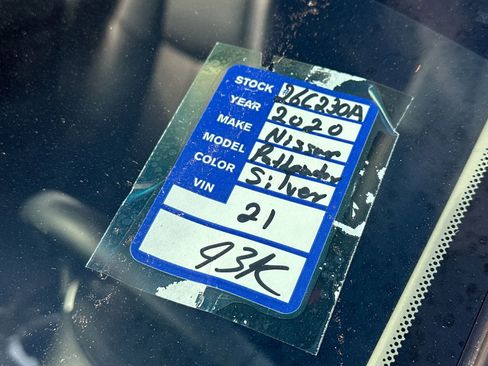 STOCK 26C230A
YEAR 2020
MAKE Nissan
MODEL Pathfinder
COLOR Silver
VIN
21
93K